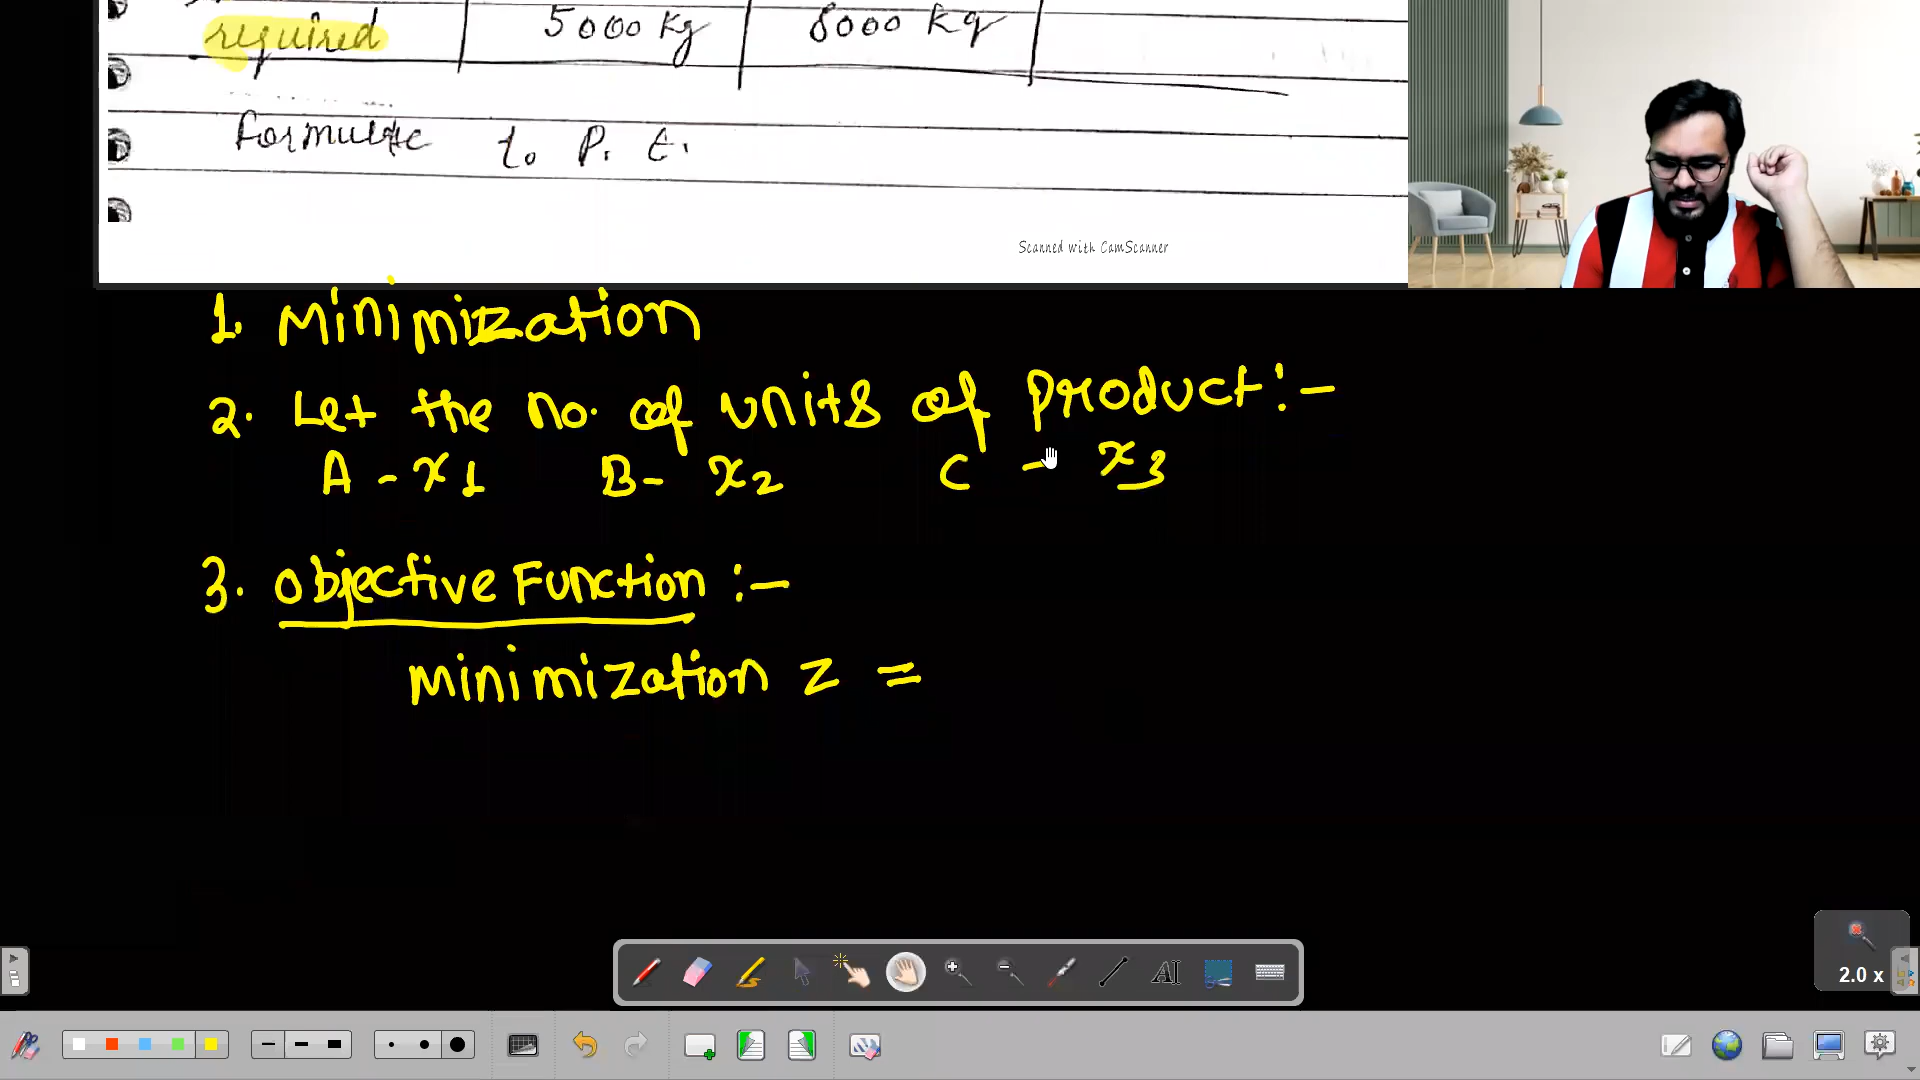 required 5000 kg 8000 kg
Formulate L. P. P.
Scanned with CamScanner
1. Minimization
2. Let the no. of units of product :-
A - x1 B - x2 C - x3
3. Objective Function :-
Minimization z =
AI
2.0 x